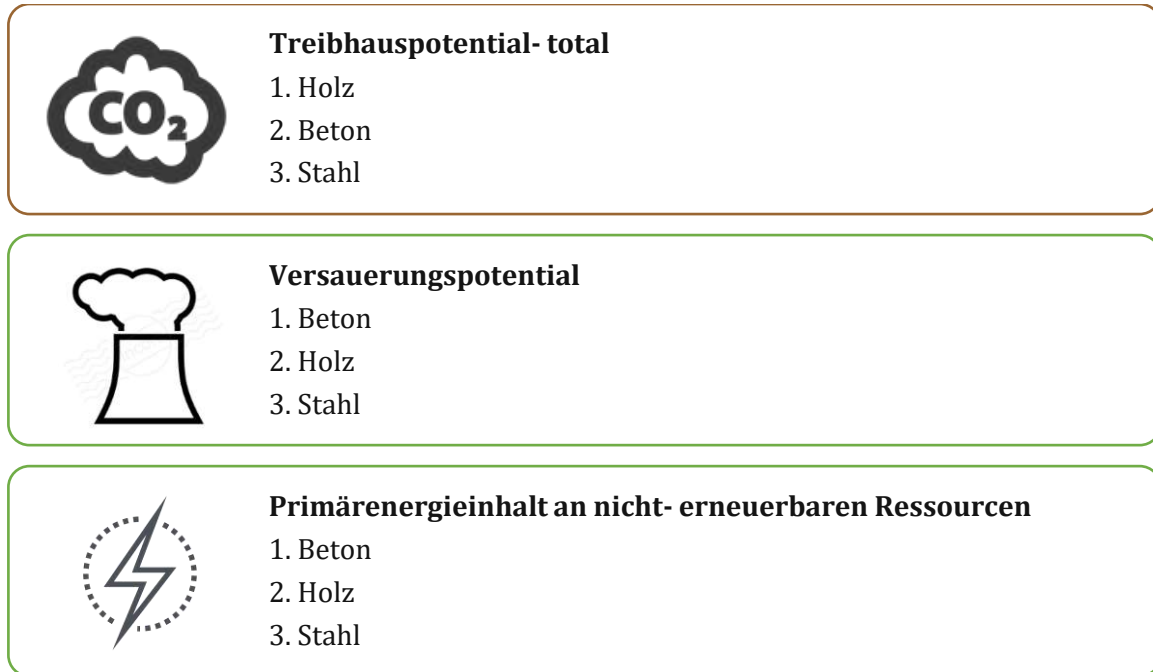 CO2
Treibhauspotential- total
1. Holz
2. Beton
3. Stahl
Versauerungspotential
1. Beton
2. Holz
3. Stahl
Primärenergieinhalt an nicht- erneuerbaren Ressourcen
1. Beton
2. Holz
3. Stahl